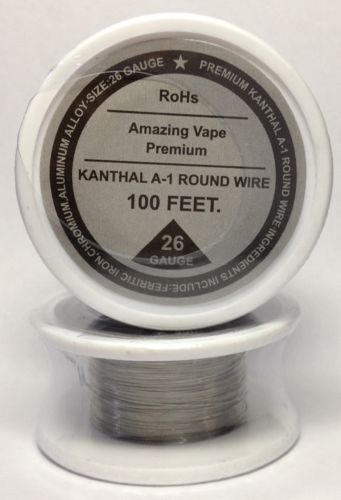 PREMIUM KANTHAL A-1 ROUND WIRE·INGREDIENTS INCLUDE:FERRITIC IRON,CHROMIUM,ALUMINUM ALLOY·SIZE:26 GAUGE
RoHs
Amazing Vape
Premium
KANTHAL A-1 ROUND WIRE
100 FEET.
26
GAUGE